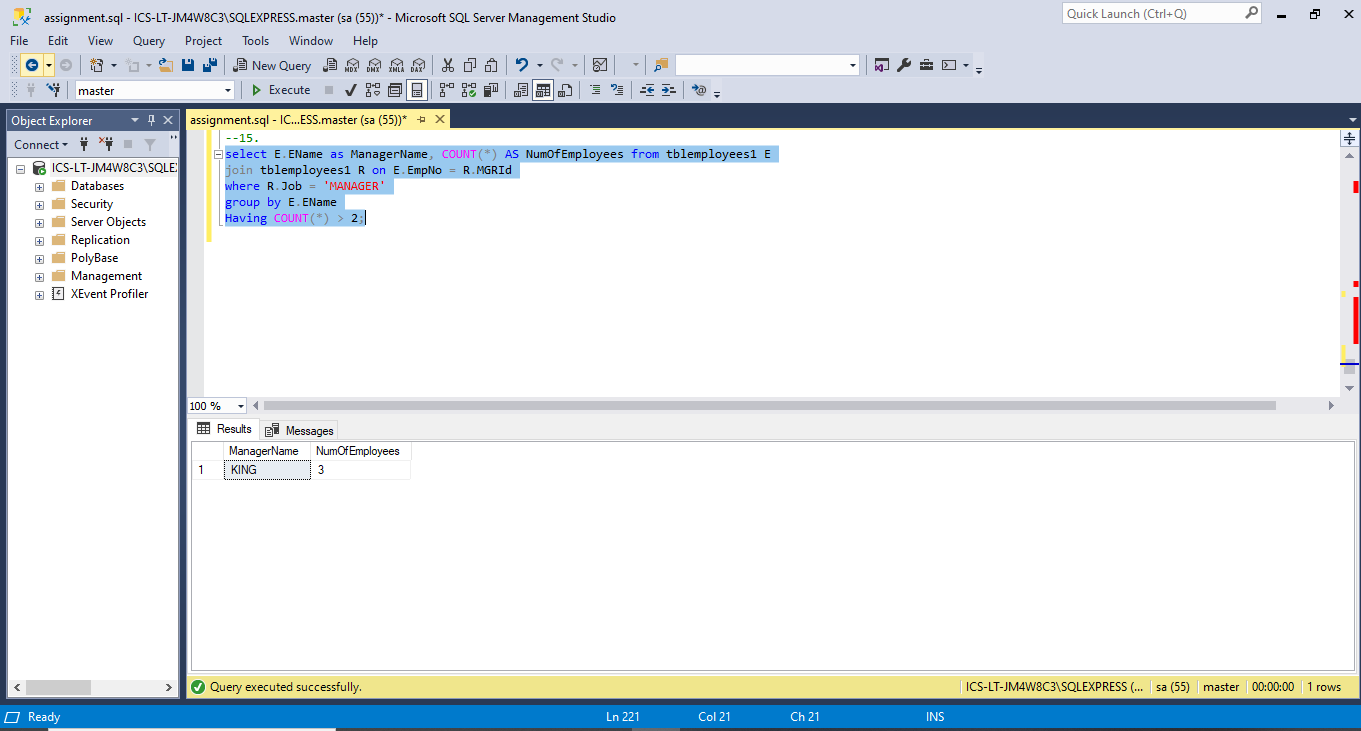 assignment.sql - ICS-LT-JM4W8C3\SQLEXPRESS.master (sa (55))* - Microsoft SQL Server Management Studio
Quick Launch (Ctrl+Q)
File Edit View Query Project Tools Window Help
New Query MDX DMX XMLA DAX
master Execute
Object Explorer
assignment.sql - IC...ESS.master (sa (55))*
Connect
ICS-LT-JM4W8C3\SQLE
Databases
Security
Server Objects
Replication
PolyBase
Management
XEvent Profiler
--15.
select E.EName as ManagerName, COUNT(*) AS NumOfEmployees from tblemployees1 E
join tblemployees1 R on E.EmpNo = R.MGRId
where R.Job = 'MANAGER'
group by E.EName
Having COUNT(*) > 2;
100 %
Results Messages
ManagerName NumOfEmployees
1 KING 3
Query executed successfully.
ICS-LT-JM4W8C3\SQLEXPRESS (... sa (55) master 00:00:00 1 rows
Ready Ln 221 Col 21 Ch 21 INS